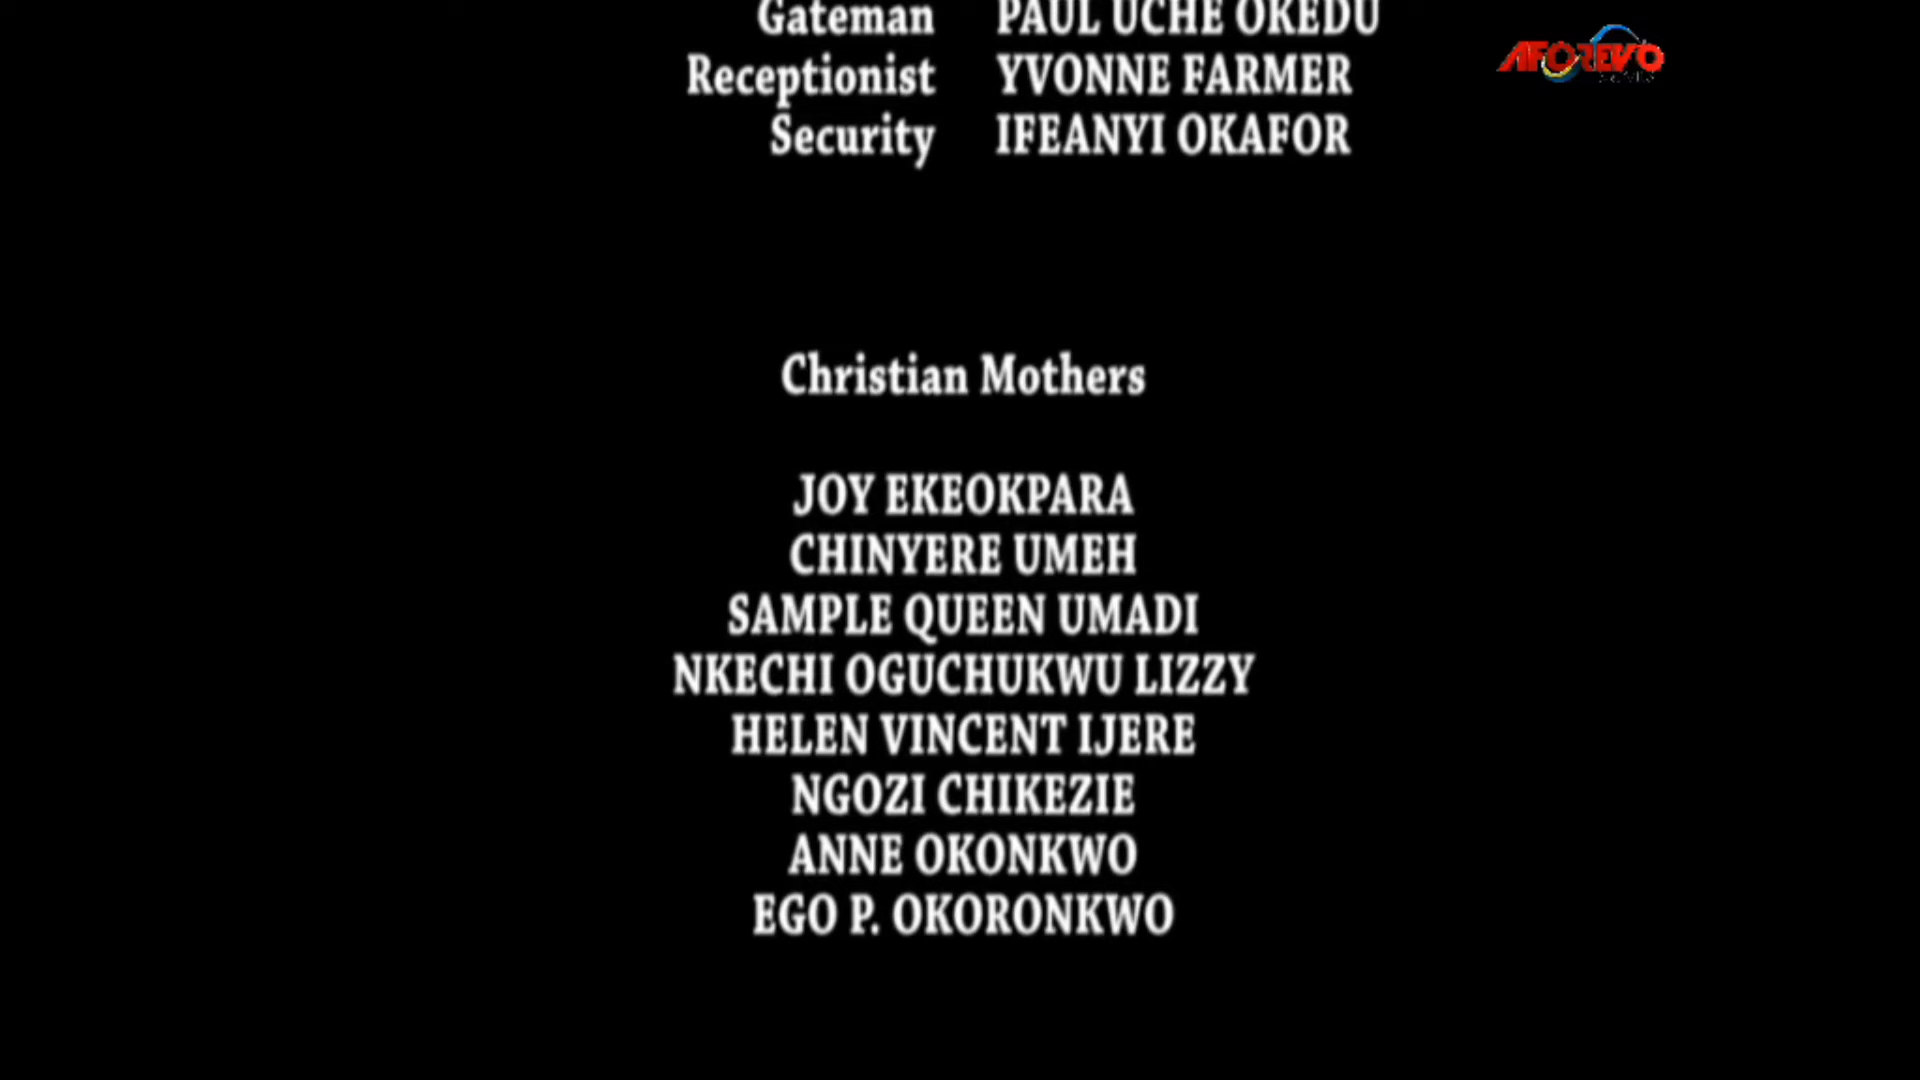 Gateman PAUL UCHE OKEDU
Receptionist YVONNE FARMER
Security IFEANYI OKAFOR
AFOREVO
Christian Mothers
JOY EKEOKPARA
CHINYERE UMEH
SAMPLE QUEEN UMADI
NKECHI OGUCHUKWU LIZZY
HELEN VINCENT IJERE
NGOZI CHIKEZIE
ANNE OKONKWO
EGO P. OKORONKWO